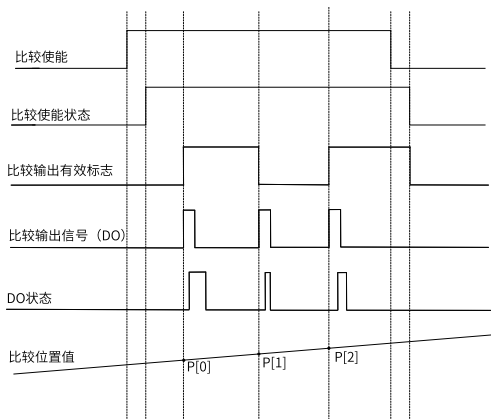 比较使能
比较使能状态
比较输出有效标志
比较输出信号（DO）
DO状态
比较位置值
P[0]
P[1]
P[2]